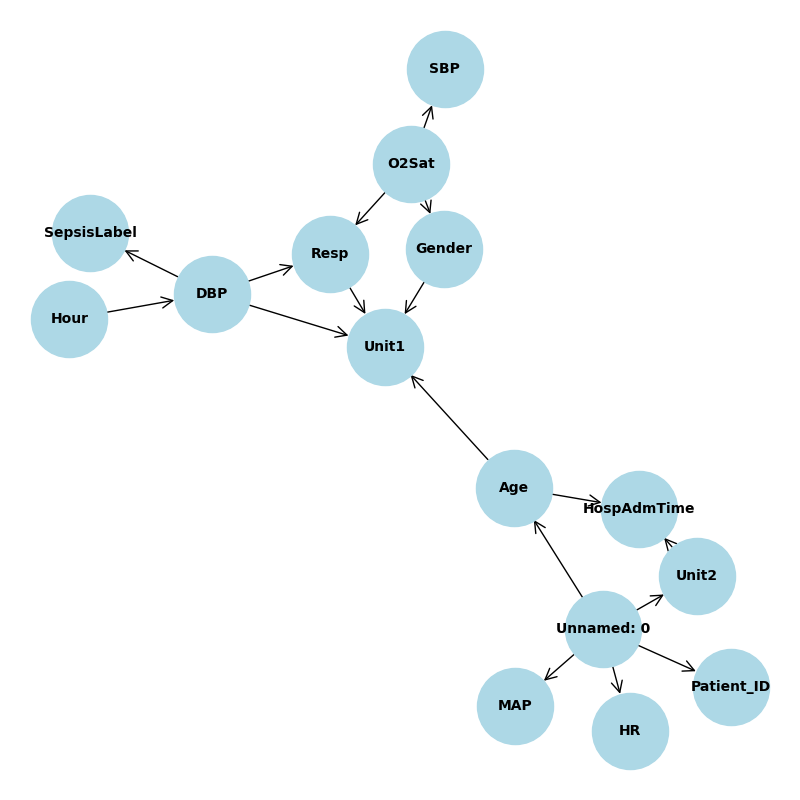 SBP
O2Sat
SepsisLabel
Gender
Resp
DBP
Hour
Unit1
Age
HospAdmTime
Unit2
Unnamed: 0
Patient_ID
MAP
HR